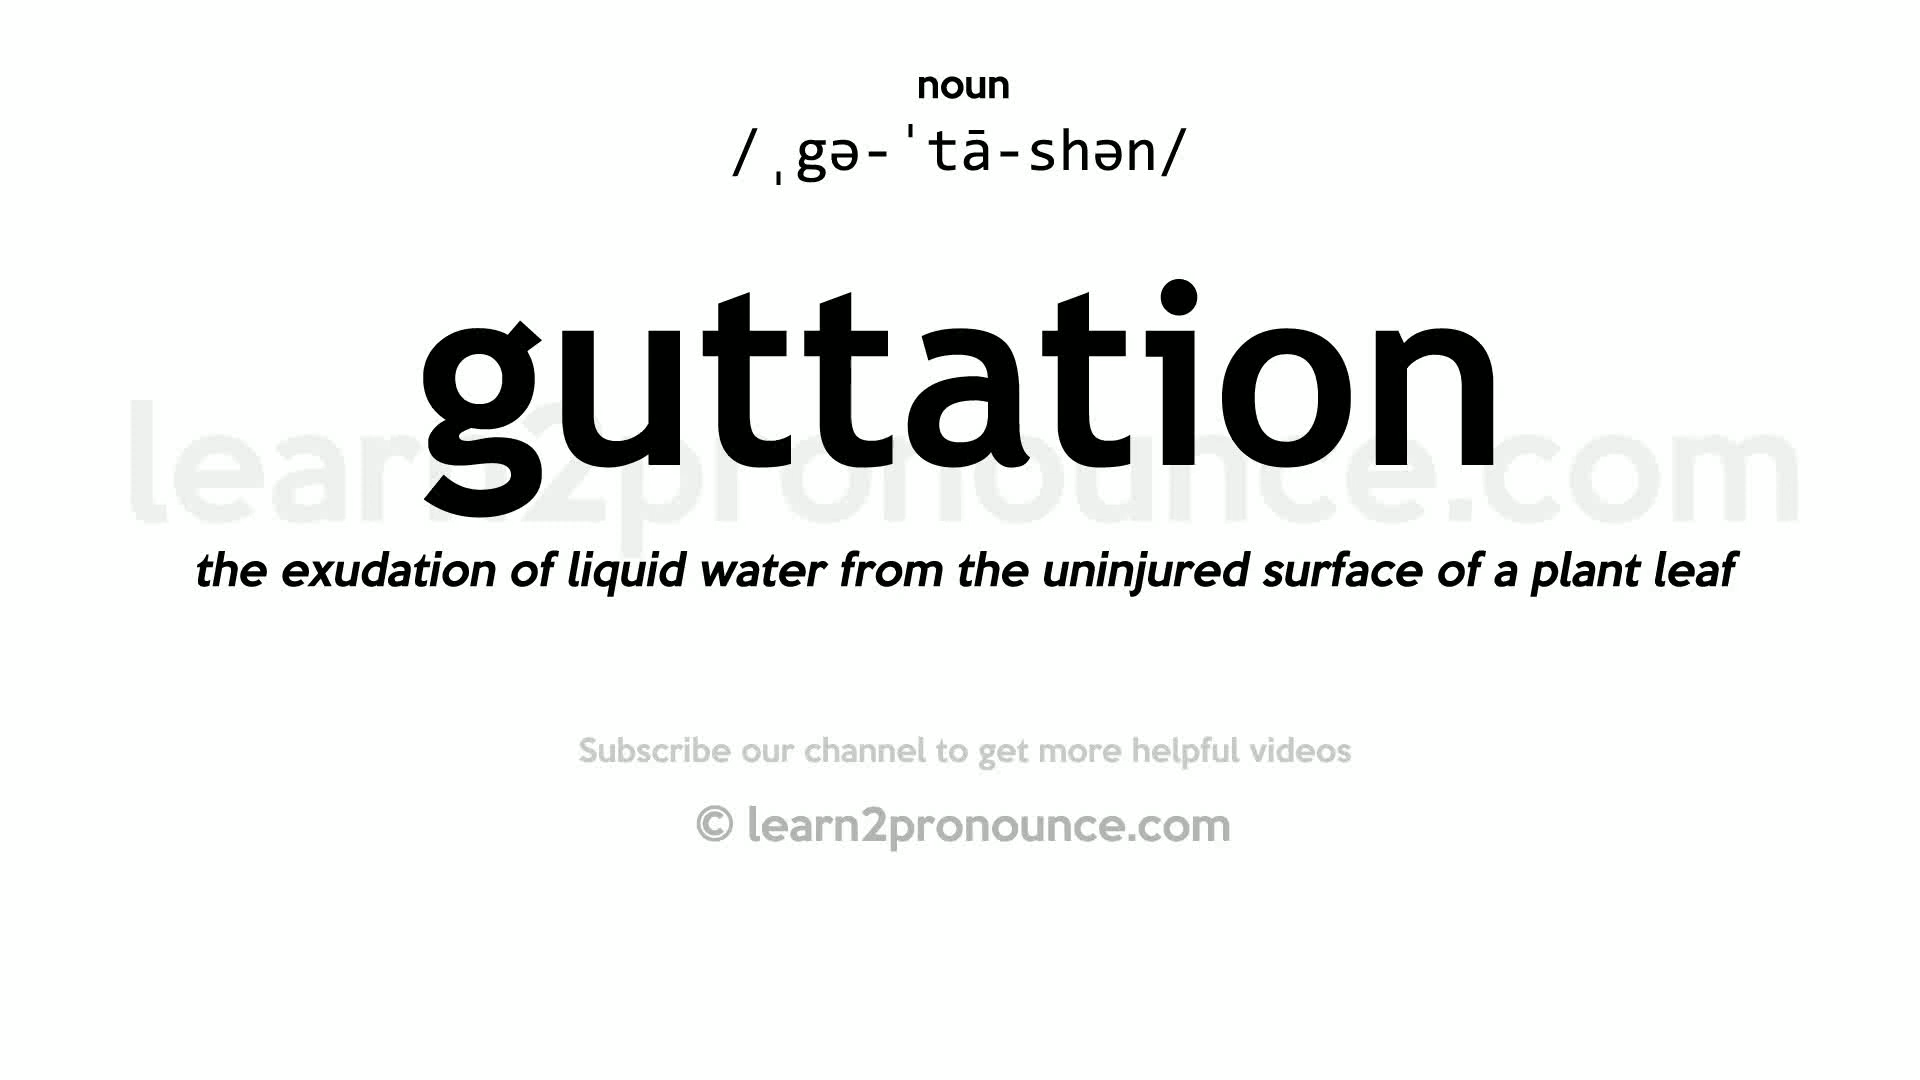 noun
/ˌgə-ˈtā-shən/
guttation
learn2pronounce.com
the exudation of liquid water from the uninjured surface of a plant leaf
Subscribe our channel to get more helpful videos
© learn2pronounce.com